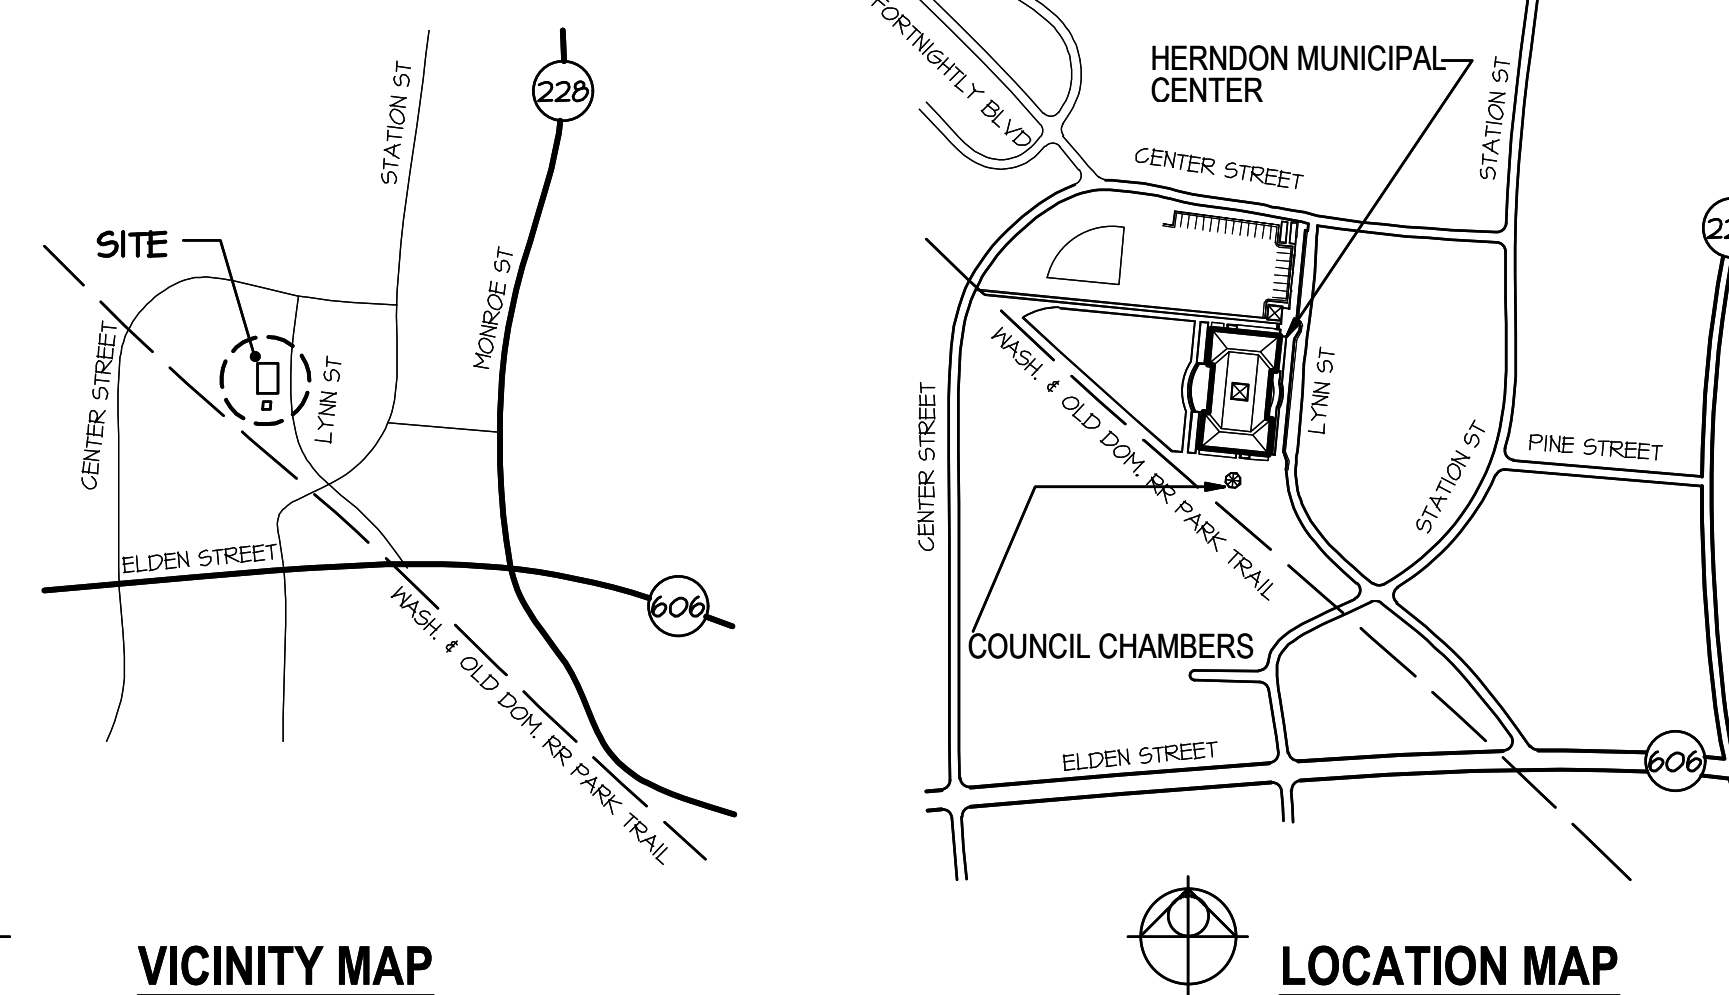 228
STATION ST
SITE
MONROE ST
CENTER STREET
LYNN ST
ELDEN STREET
606
WASH. & OLD DOM. RR PARK TRAIL
VICINITY MAP
FORTNIGHTLY BLVD
HERNDON MUNICIPAL
CENTER
CENTER STREET
STATION ST
WASH. & OLD DOM. RR PARK TRAIL
LYNN ST
CENTER STREET
STATION ST
PINE STREET
COUNCIL CHAMBERS
ELDEN STREET
606
LOCATION MAP